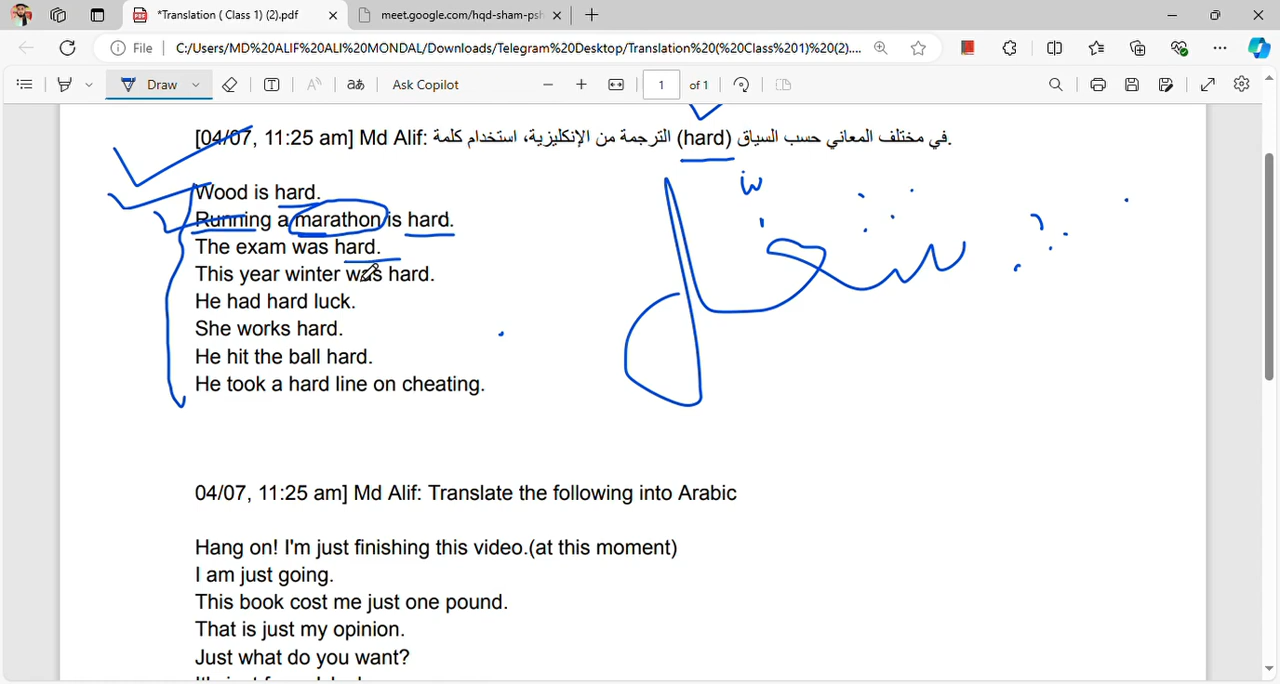 *Translation ( Class 1) (2).pdf
meet.google.com/hqd-sham-psh
File
C:/Users/MD%20ALIF%20ALI%20MONDAL/Downloads/Telegram%20Desktop/Translation%20(%20Class%201)%20(2)....
Draw
Ask Copilot
1 of 1
[04/07, 11:25 am] Md Alif: الترجمة من الإنكليزية، استخدام كلمة (hard) في مختلف المعاني حسب السياق.
Wood is hard.
Running a marathon is hard.
The exam was hard.
This year winter was hard.
He had hard luck.
She works hard.
He hit the ball hard.
He took a hard line on cheating.
04/07, 11:25 am] Md Alif: Translate the following into Arabic
Hang on! I'm just finishing this video.(at this moment)
I am just going.
This book cost me just one pound.
That is just my opinion.
Just what do you want?